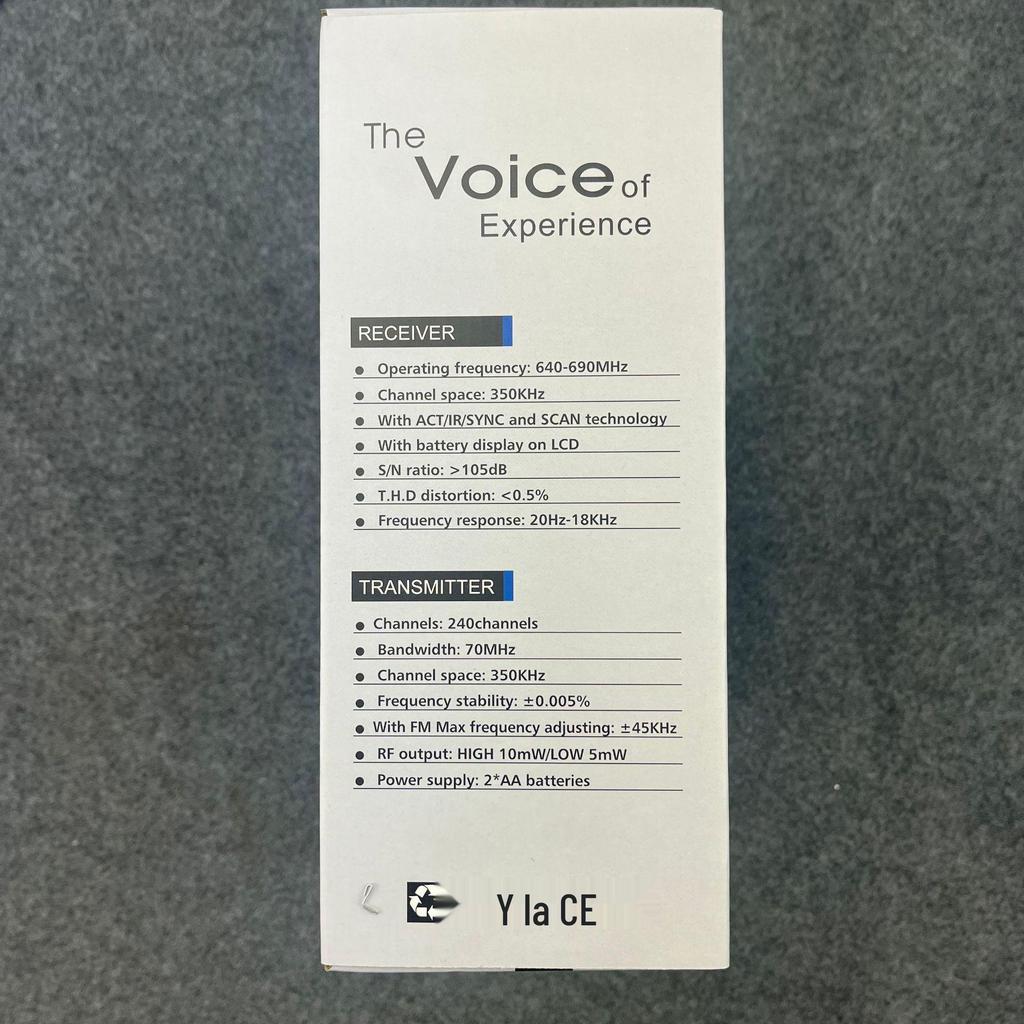 The
Voice of
Experience
RECEIVER
● Operating frequency: 640-690MHz
● Channel space: 350KHz
● With ACT/IR/SYNC and SCAN technology
● With battery display on LCD
● S/N ratio: >105dB
● T.H.D distortion: <0.5%
● Frequency response: 20Hz-18KHz
TRANSMITTER
● Channels: 240channels
● Bandwidth: 70MHz
● Channel space: 350KHz
● Frequency stability: ±0.005%
● With FM Max frequency adjusting: ±45KHz
● RF output: HIGH 10mW/LOW 5mW
● Power supply: 2*AA batteries
Y la CE